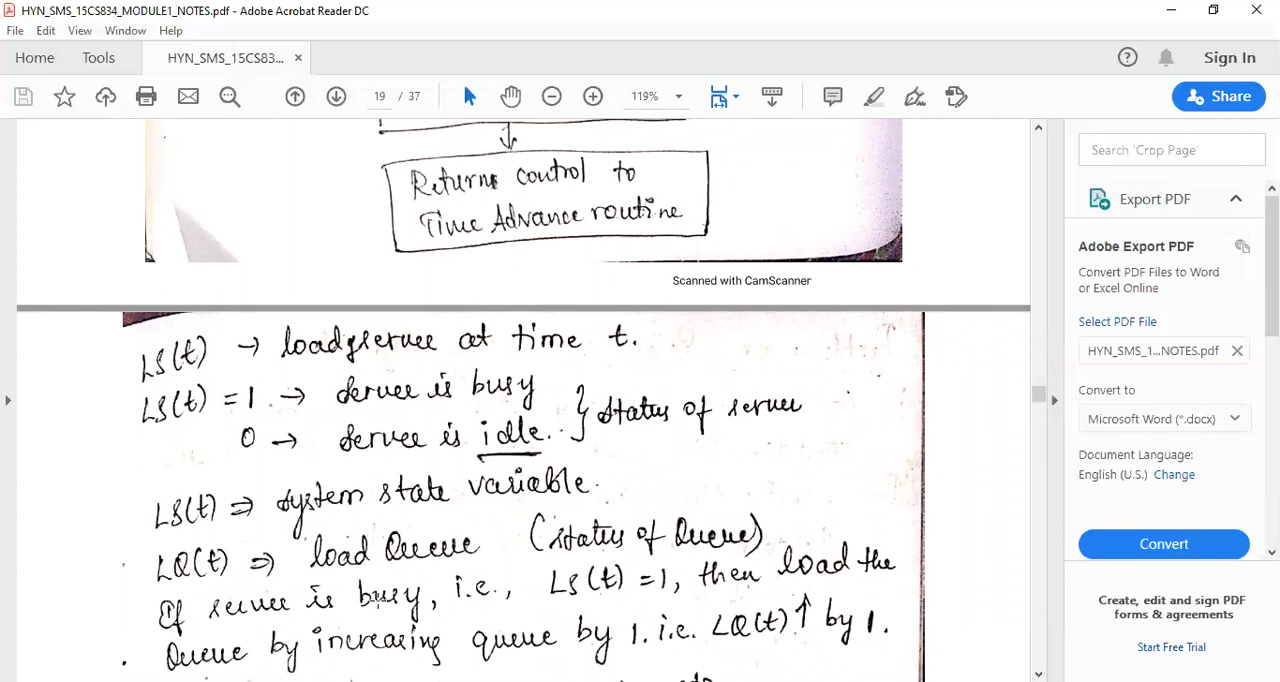 HYN_SMS_15CS834_MODULE1_NOTES.pdf - Adobe Acrobat Reader DC
File Edit View Window Help
Home Tools HYN_SMS_15CS83... × Sign In
19 / 37 119% Share
Returns control to
Time Advance routine
Scanned with CamScanner
LS(t) → load server at time t.
LS(t) = 1 → server is busy
0 → server is idle. } status of server
LS(t) ⇒ system state variable.
LQ(t) ⇒ load Queue (status of Queue)
If server is busy, i.e., LS(t) = 1, then load the
Queue by increasing queue by 1. i.e. LQ(t) ↑ by 1.
Search 'Crop Page'
Export PDF
Adobe Export PDF
Convert PDF Files to Word
or Excel Online
Select PDF File
HYN_SMS_1...NOTES.pdf ×
Convert to
Microsoft Word (*.docx)
Document Language:
English (U.S.) Change
Convert
Create, edit and sign PDF
forms & agreements
Start Free Trial